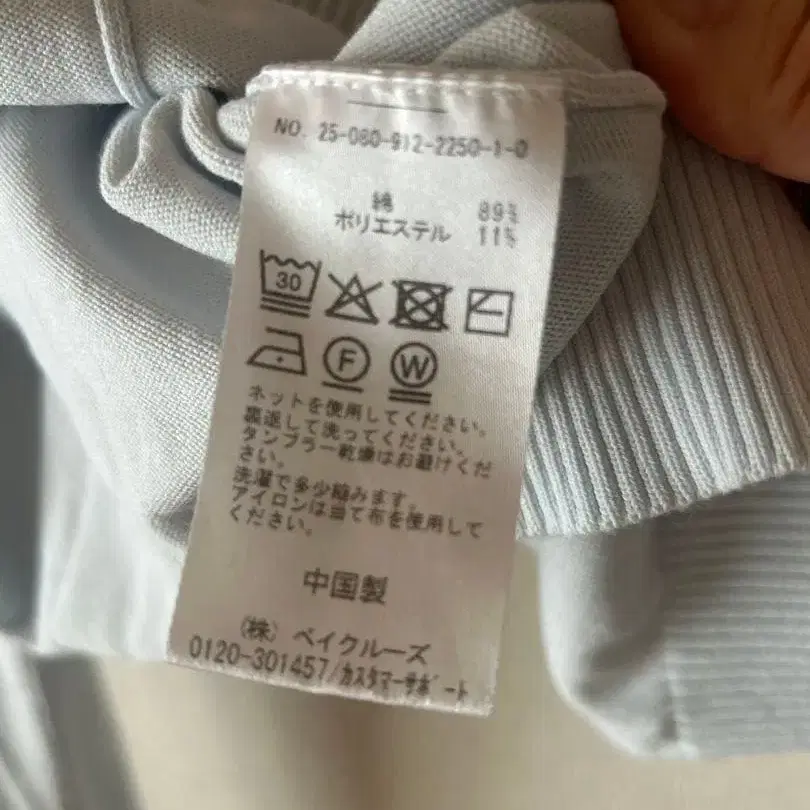 NO. 25-080-912-2250-1-0
綿 89%
ポリエステル 11%
30
F W
ネットを使用してください。
裏返して洗ってください。
タンブラー乾燥はお避けくだ
さい。
洗濯で多少縮みます。
アイロンは当て布を使用して
ください。
中国製
(株) ベイクルーズ
0120-301457/カスタマーサポート